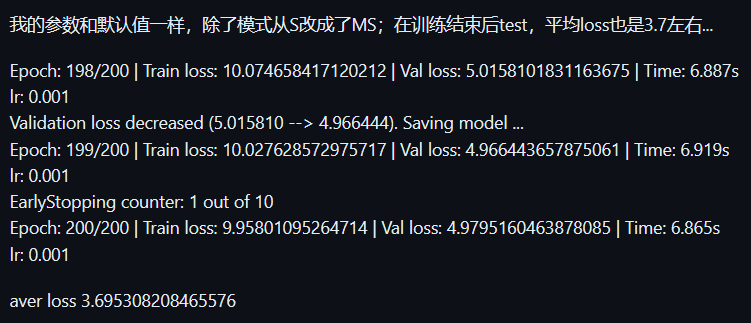 我的参数和默认值一样，除了模式从S改成了MS；在训练结束后test，平均loss也是3.7左右...
Epoch: 198/200 | Train loss: 10.074658417120212 | Val loss: 5.0158101831163675 | Time: 6.887s
lr: 0.001
Validation loss decreased (5.015810 --> 4.966444). Saving model ...
Epoch: 199/200 | Train loss: 10.027628572975717 | Val loss: 4.966443657875061 | Time: 6.919s
lr: 0.001
EarlyStopping counter: 1 out of 10
Epoch: 200/200 | Train loss: 9.95801095264714 | Val loss: 4.9795160463878085 | Time: 6.865s
lr: 0.001
aver loss 3.695308208465576